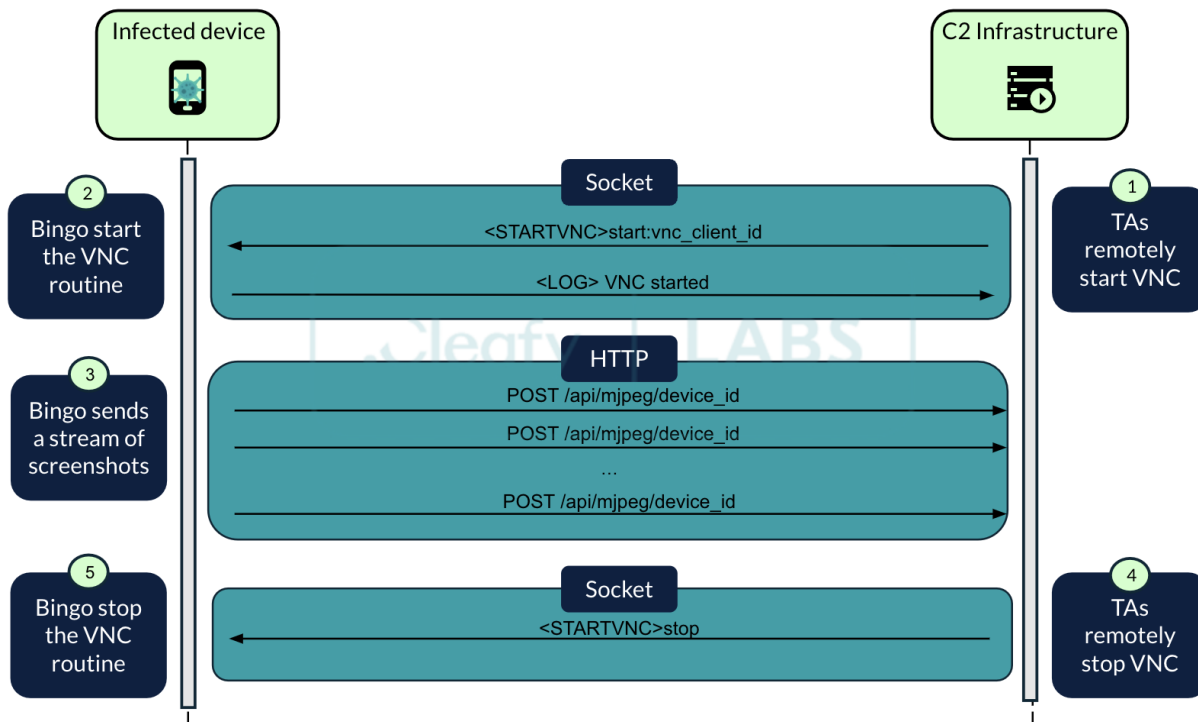 Infected device
C2 Infrastructure
Socket
2
Bingo start
the VNC
routine
<STARTVNC>start:vnc_client_id
<LOG> VNC started
1
TAs
remotely
start VNC
Cleafy | LABS
HTTP
3
Bingo sends
a stream of
screenshots
POST /api/mjpeg/device_id
POST /api/mjpeg/device_id
...
POST /api/mjpeg/device_id
Socket
5
Bingo stop
the VNC
routine
<STARTVNC>stop
4
TAs
remotely
stop VNC